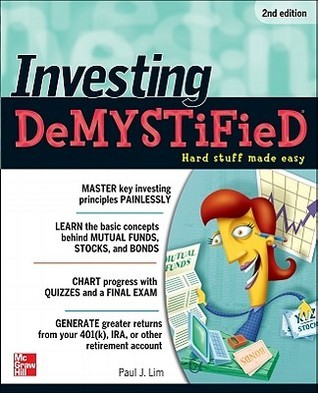 2nd edition
Investing
DeMYSTiFieD®
Hard stuff made easy
MASTER key investing
principles PAINLESSLY
LEARN the basic concepts
behind MUTUAL FUNDS,
STOCKS, and BONDS
CHART progress with
QUIZZES and a FINAL EXAM
GENERATE greater returns
from your 401(k), IRA, or other
retirement account
MUTUAL
FUNDS
XYZ
STOCK
BONDS
Mc
Graw
Hill
Paul J. Lim